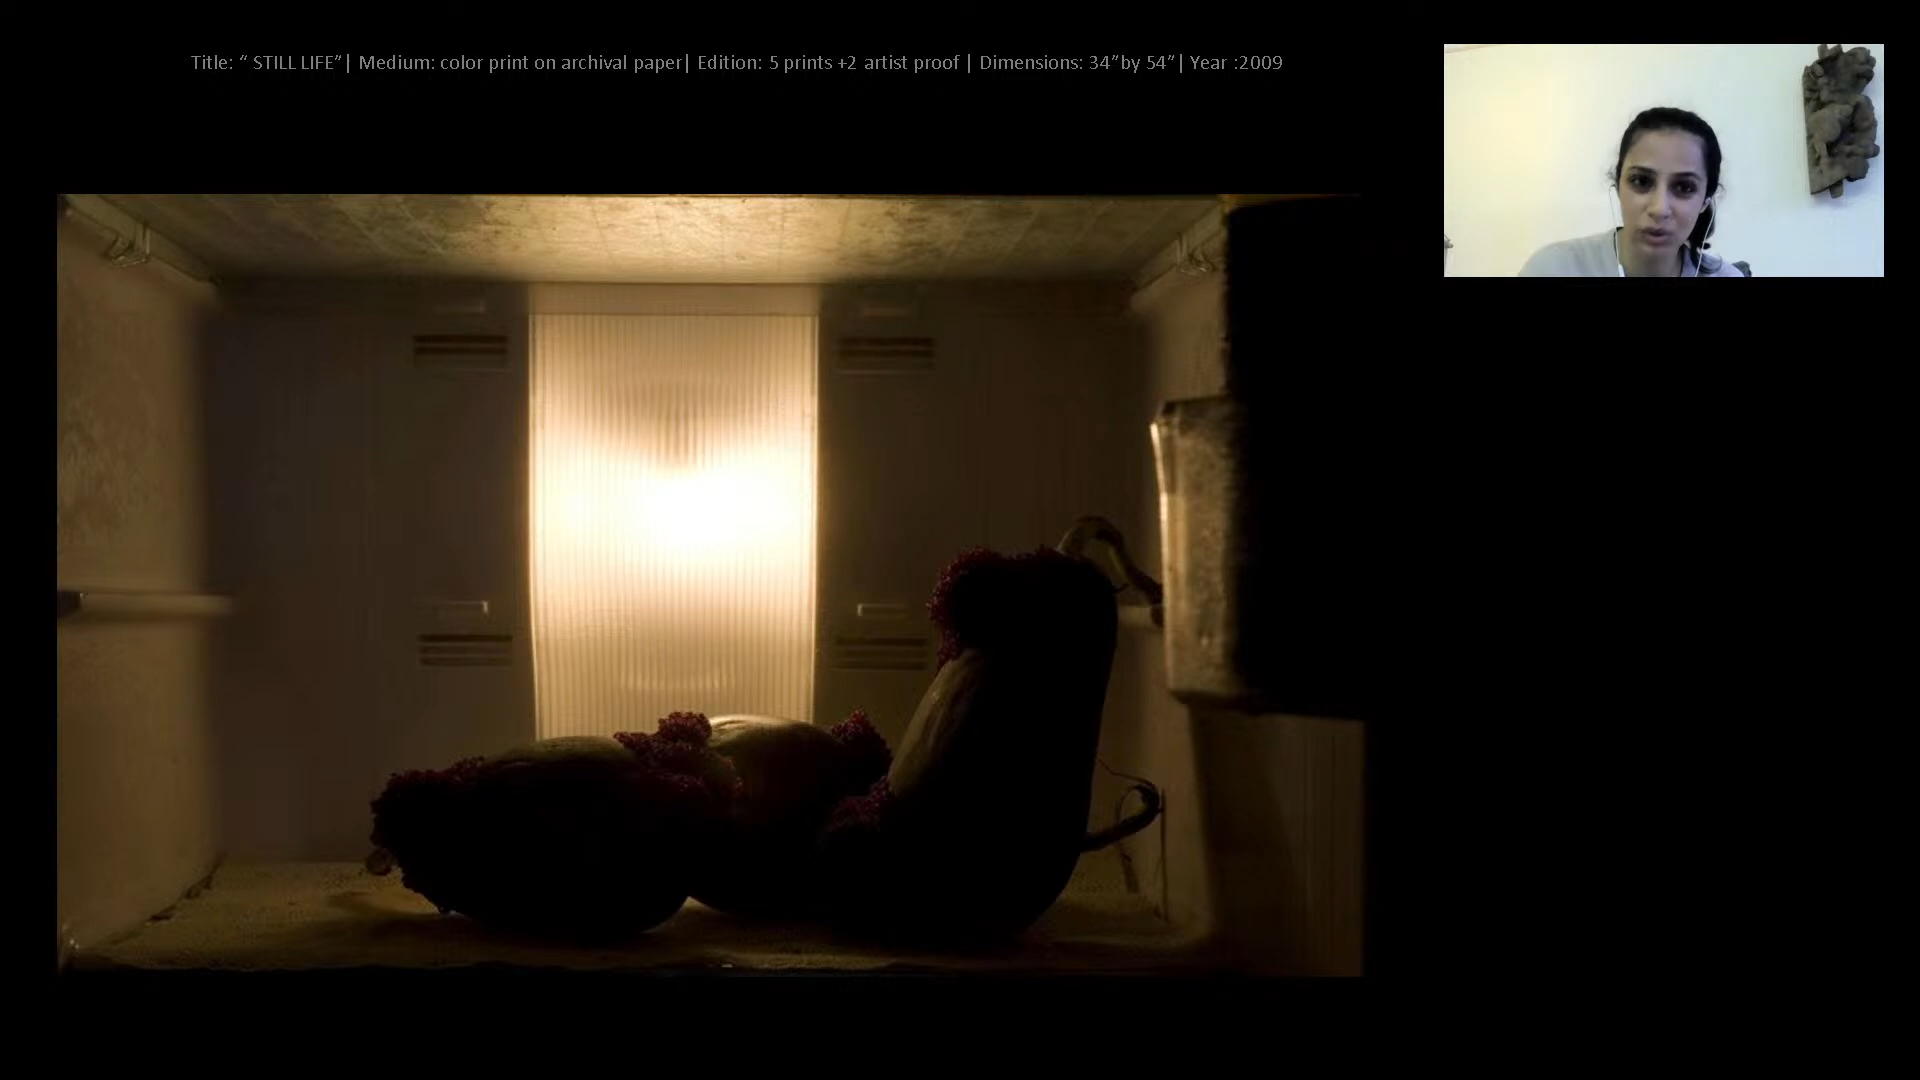 Title: “ STILL LIFE”| Medium: color print on archival paper| Edition: 5 prints +2 artist proof | Dimensions: 34”by 54”| Year :2009